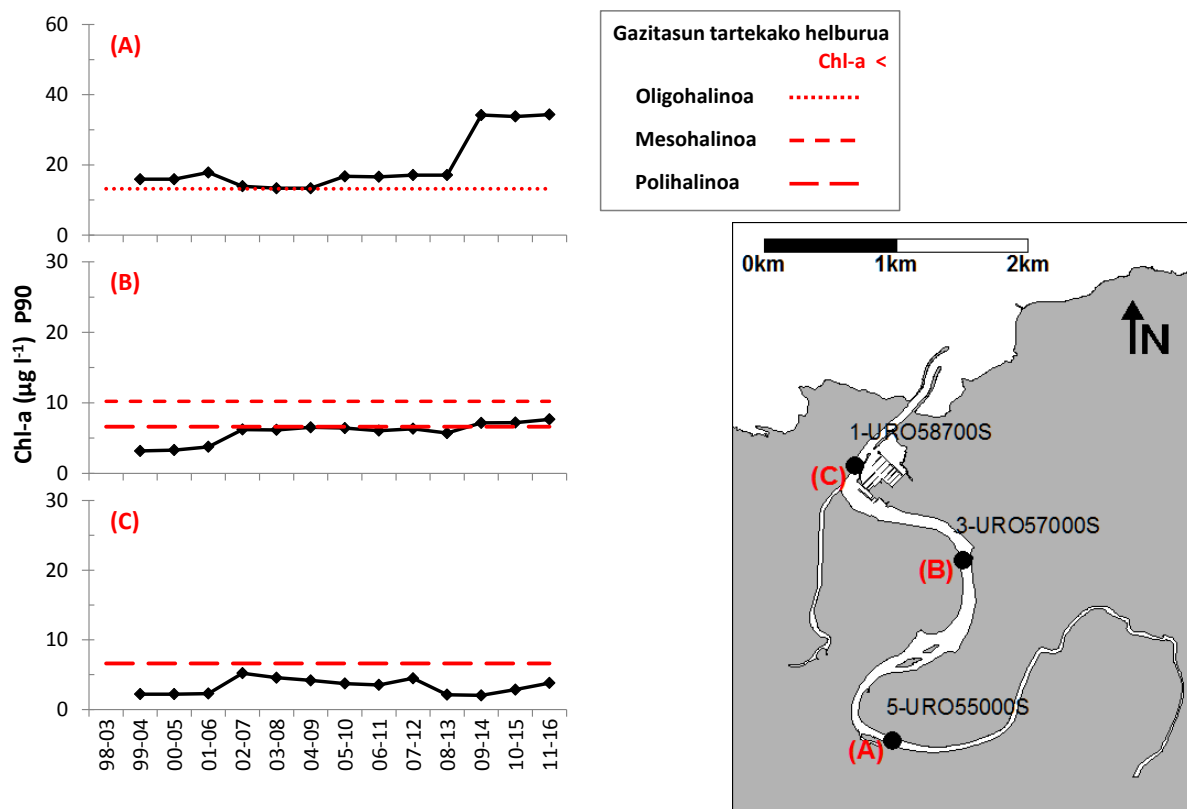 Chl-a (µg l-1) P90
(A)
60
40
20
0
(B)
30
20
10
0
(C)
30
20
10
0
98-03
99-04
00-05
01-06
02-07
03-08
04-09
05-10
06-11
07-12
08-13
09-14
10-15
11-16
Gazitasun tartekako helburua
Chl-a <
Oligohalinoa
Mesohalinoa
Polihalinoa
0km 1km 2km
N
1-URO58700S
(C)
3-URO57000S
(B)
5-URO55000S
(A)